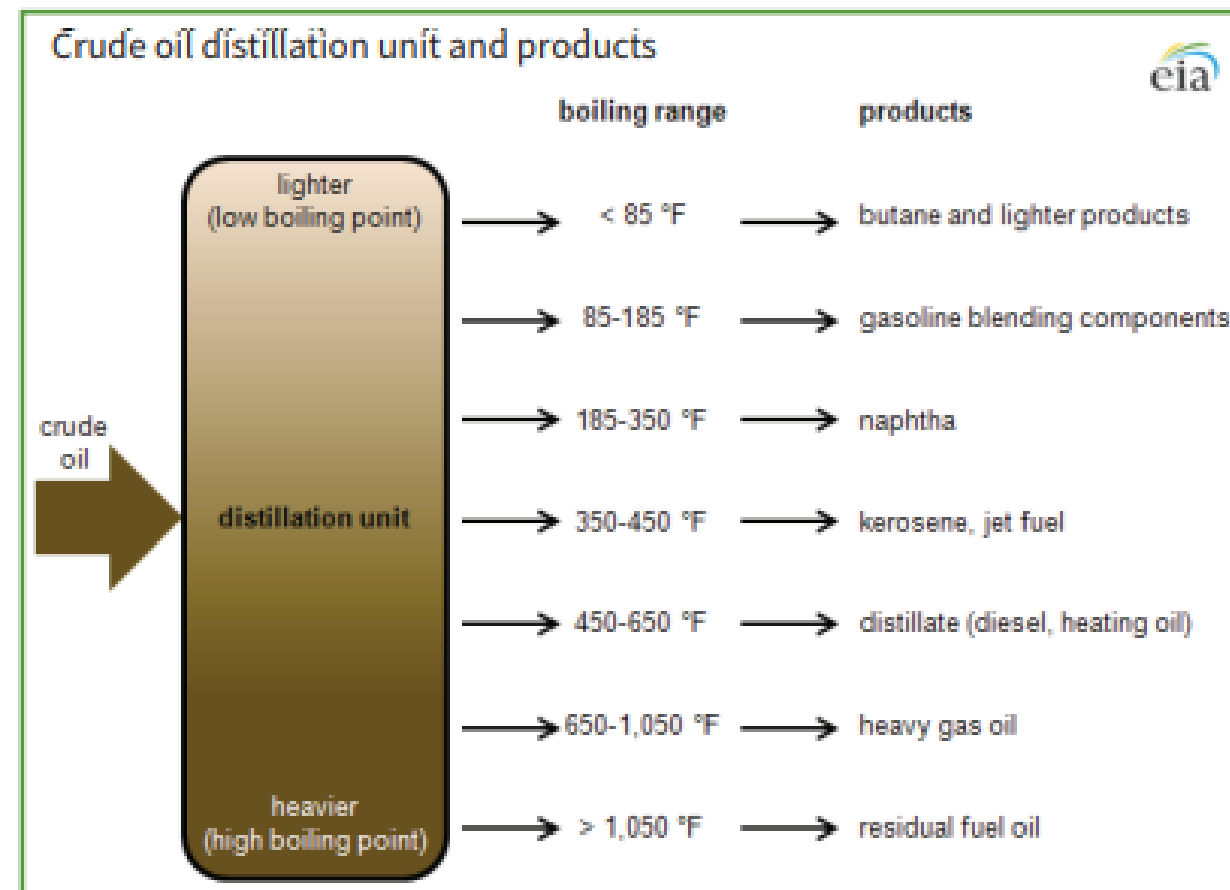 Crude oil distillation unit and products
eia
boiling range products
lighter
(low boiling point)
< 85 °F butane and lighter products
85-185 °F gasoline blending components
185-350 °F naphtha
crude
oil
distillation unit
350-450 °F kerosene, jet fuel
450-650 °F distillate (diesel, heating oil)
650-1,050 °F heavy gas oil
heavier
(high boiling point)
> 1,050 °F residual fuel oil